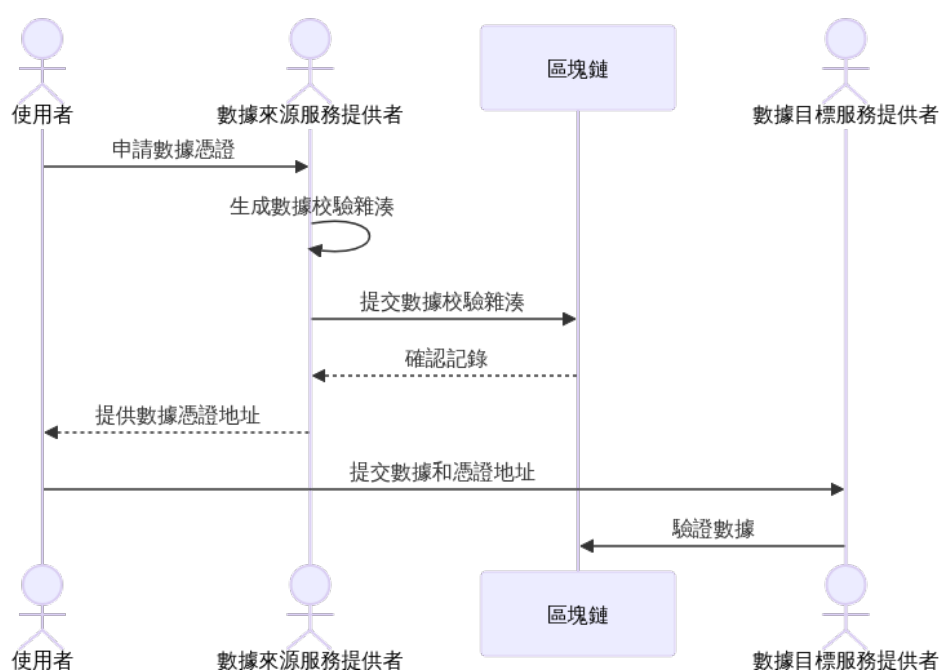 使用者
數據來源服務提供者
區塊鏈
數據目標服務提供者
申請數據憑證
生成數據校驗雜湊
提交數據校驗雜湊
確認記錄
提供數據憑證地址
提交數據和憑證地址
驗證數據
使用者
數據來源服務提供者
區塊鏈
數據目標服務提供者